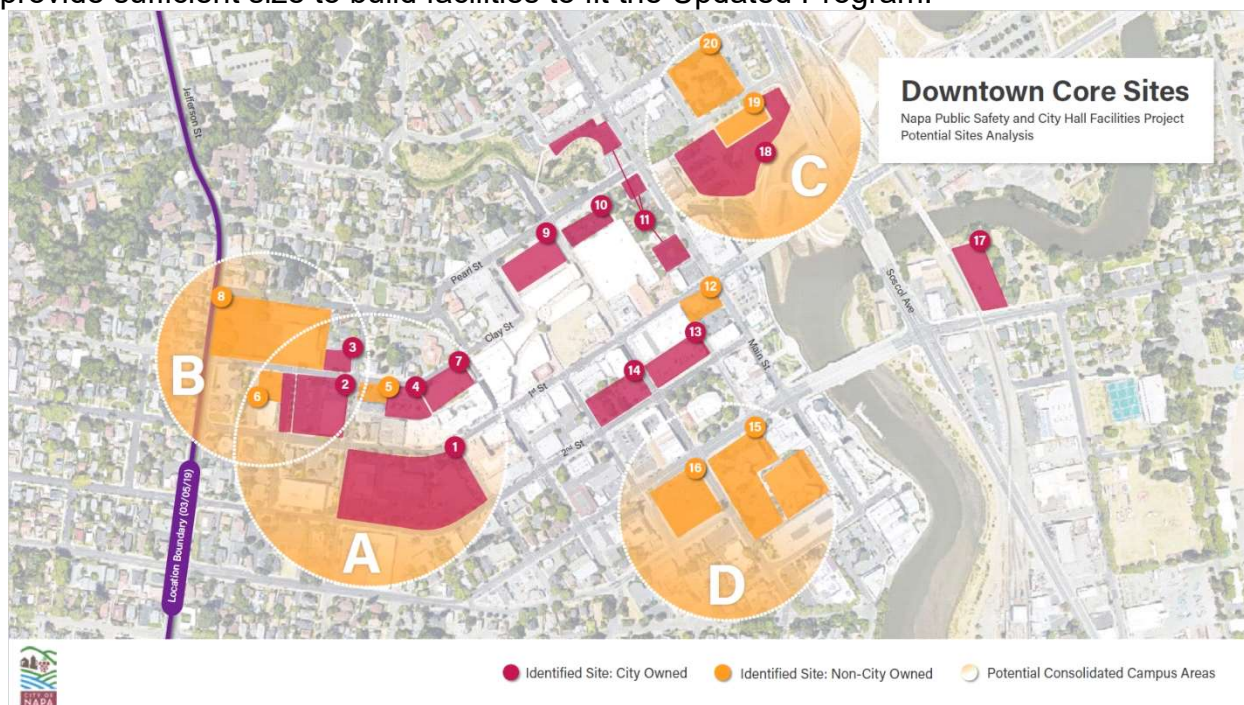 provide sufficient size to build facilities to fit the Updated Program.
Downtown Core Sites
Napa Public Safety and City Hall Facilities Project
Potential Sites Analysis
Jefferson St
20
19
18
C
10
9
11
17
Pearl St
12
Soscol Ave
8
Clay St
13
3
7
B
1st St
Main St
14
2
5
4
6
2nd St
15
1
16
Location Boundary (03/05/19)
A
D
CITY OF
NAPA
Identified Site: City Owned
Identified Site: Non-City Owned
Potential Consolidated Campus Areas